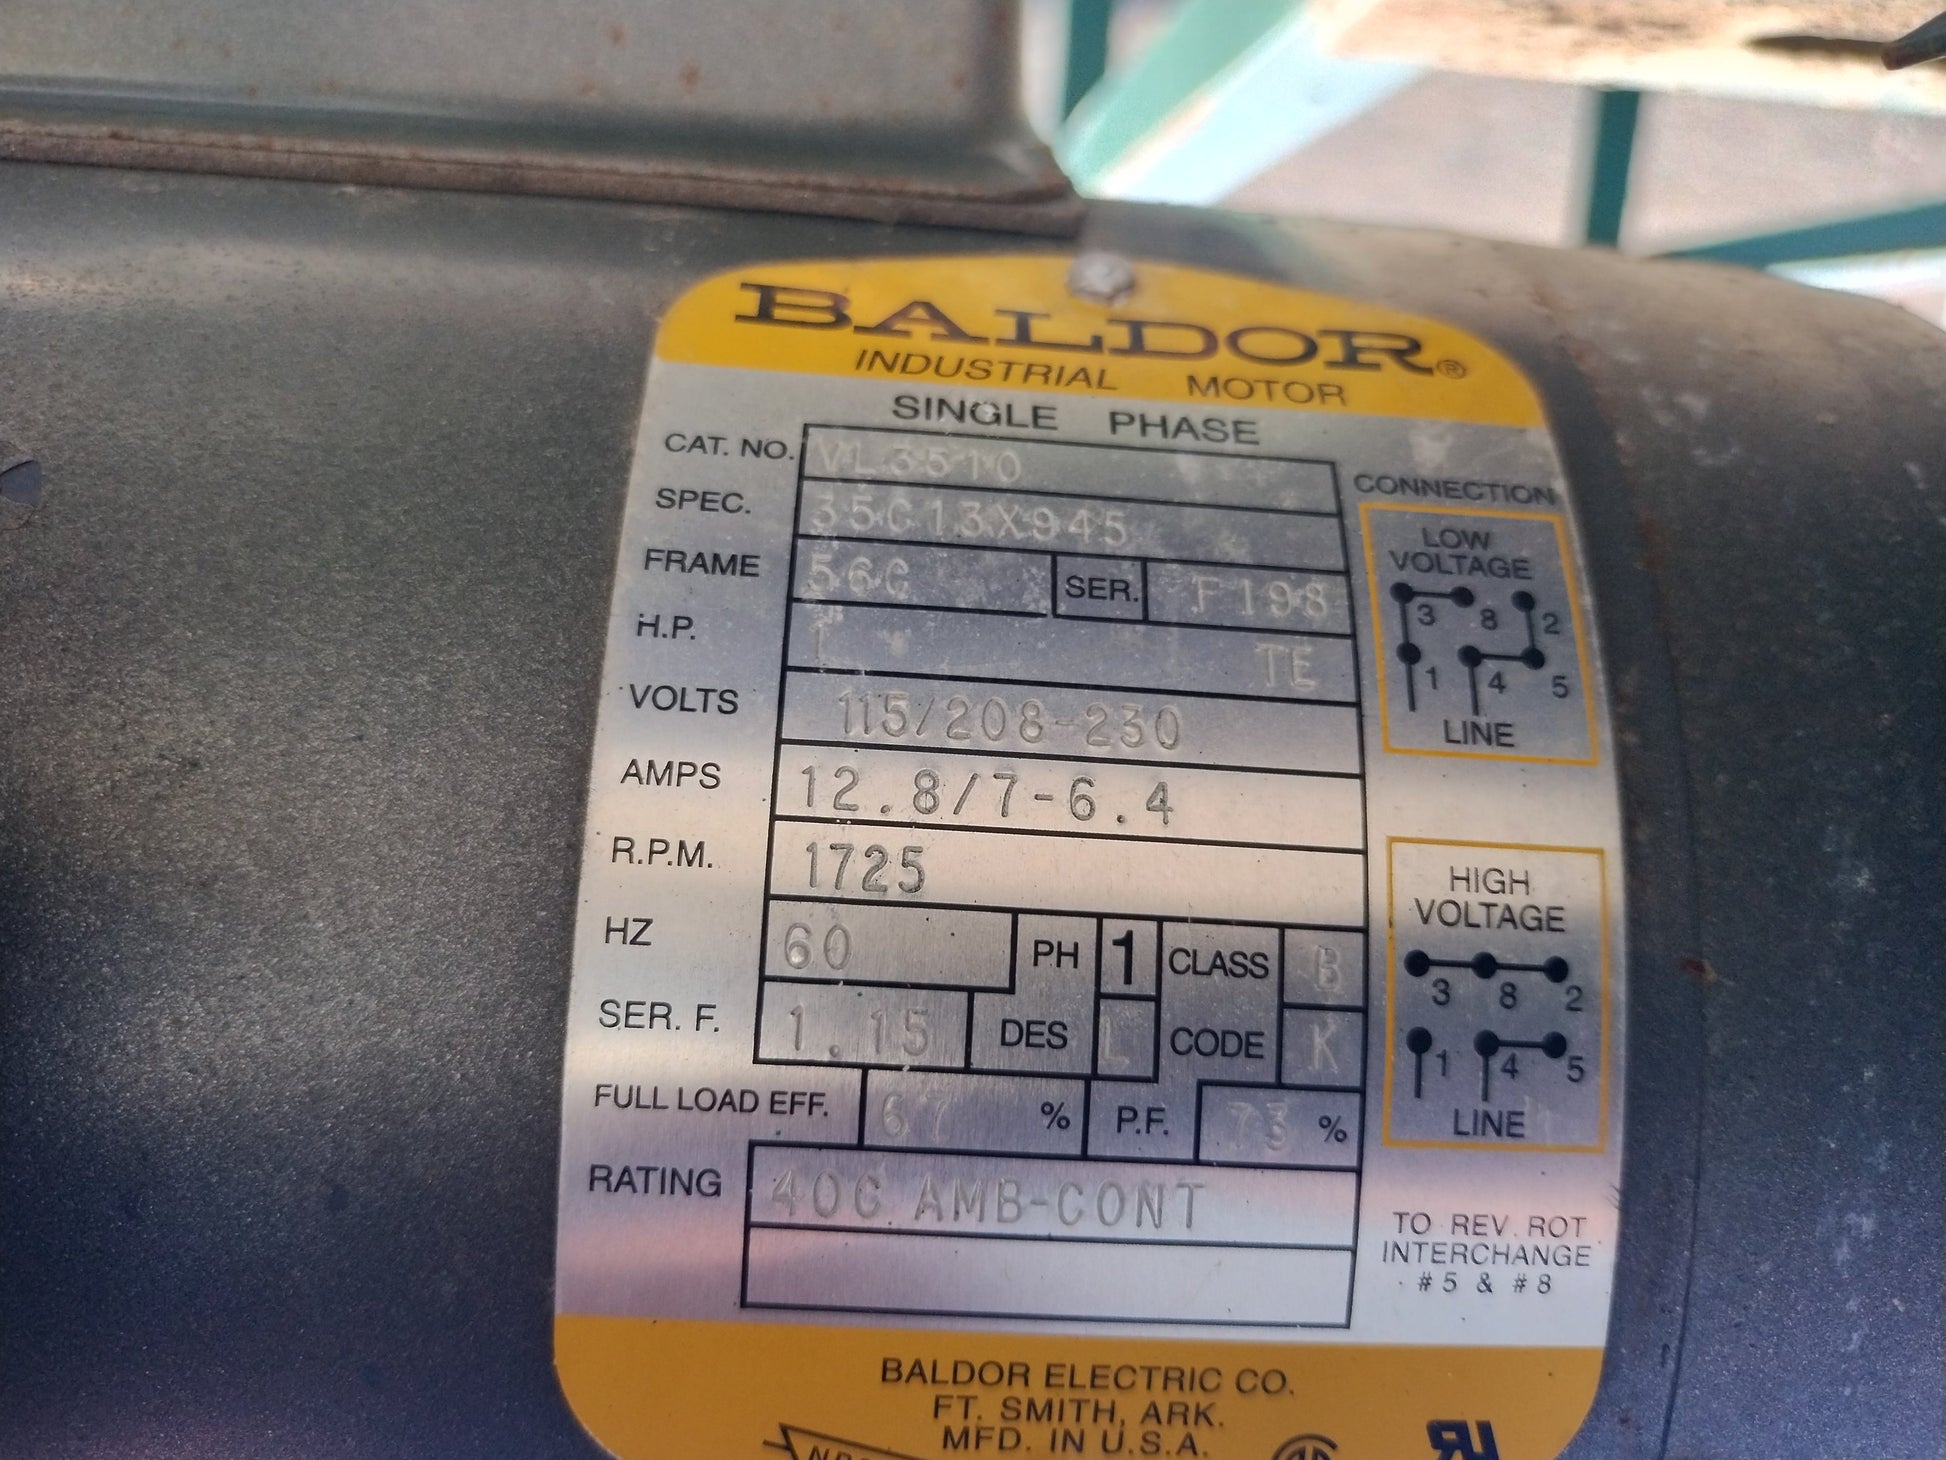 BALDOR®
INDUSTRIAL MOTOR
SINGLE PHASE
CAT. NO. VL3510
SPEC. 35C13X945
FRAME 56C SER. F198
H.P. 1 TE
VOLTS 115/208-230
AMPS 12.8/7-6.4
R.P.M. 1725
HZ 60 PH 1 CLASS B
SER. F. 1.15 DES L CODE K
FULL LOAD EFF. 67 % P.F. 73 %
RATING 40C AMB-CONT
CONNECTION
LOW
VOLTAGE
3 8 2
1 4 5
LINE
HIGH
VOLTAGE
3 8 2
1 4 5
LINE
TO REV. ROT.
INTERCHANGE
#5 & #8
BALDOR ELECTRIC CO.
FT. SMITH, ARK.
MFD. IN U.S.A.